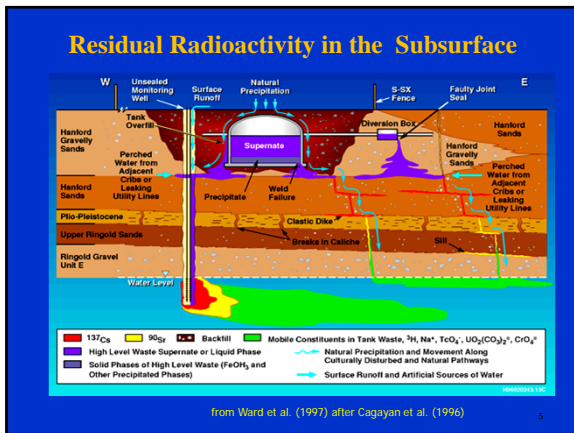 Residual Radioactivity in the Subsurface
W
Unsealed
Monitoring
Well
Surface
Runoff
Natural
Precipitation
S-SX
Fence
Faulty Joint
Seal
E
Tank
Overfill
Diversion Box
Hanford
Gravelly
Sands
Perched
Water from
Adjacent
Cribs or
Leaking
Utility Lines
Supernate
Hanford
Gravelly
Sands
Hanford
Sands
Perched
Water from
Adjacent
Cribs or
Leaking
Utility Lines
Precipitate
Weld
Failure
Hanford
Sands
Plio-Pleistocene
Clastic Dike
Upper Ringold Sands
Breaks in Caliche
Sill
Ringold Gravel
Unit E
Water Level
137Cs
90Sr
Backfill
Mobile Constituents in Tank Waste, ³H, Na⁺, TcO₄⁻, UO₂(CO₃)₂⁼, CrO₄⁼
High Level Waste Supernate or Liquid Phase
Solid Phases of High Level Waste (FeOH₃ and
Other Precipitated Phases)
Natural Precipitation and Movement Along
Culturally Disturbed and Natural Pathways
Surface Runoff and Artificial Sources of Water
from Ward et al. (1997) after Cagayan et al. (1996)
5